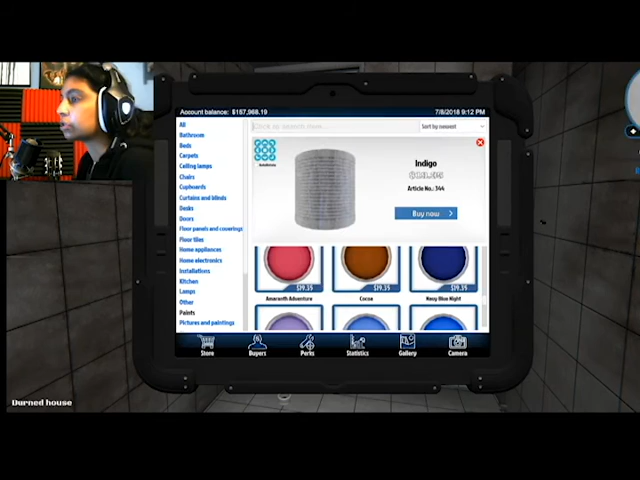 Account balance: $157,968.19
7/8/2018 9:12 PM
All
Bathroom
Beds
Carpets
Ceiling lamps
Chairs
Cupboards
Curtains and blinds
Desks
Doors
Floor panels and coverings
Floor tiles
Home appliances
Home electronics
Installations
Kitchen
Lamps
Other
Paints
Pictures and paintings
Sort by newest
Indigo
Article No.: 344
Buy now
$19.35
$19.35
$19.35
Amaranth Adventure
Cocoa
Navy Blue Night
Store
Buyers
Perks
Statistics
Gallery
Camera
Burned house